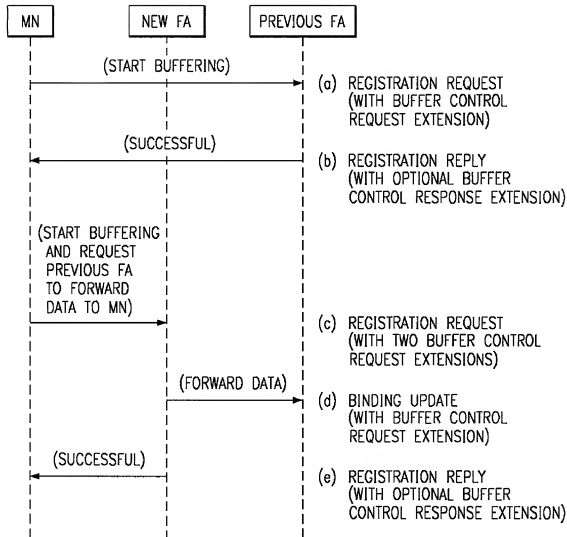 MN
NEW FA
PREVIOUS FA
(START BUFFERING)
(a) REGISTRATION REQUEST
(WITH BUFFER CONTROL
REQUEST EXTENSION)
(SUCCESSFUL)
(b) REGISTRATION REPLY
(WITH OPTIONAL BUFFER
CONTROL RESPONSE EXTENSION)
(START BUFFERING
AND REQUEST
PREVIOUS FA
TO FORWARD
DATA TO MN)
(c) REGISTRATION REQUEST
(WITH TWO BUFFER CONTROL
REQUEST EXTENSIONS)
(FORWARD DATA)
(d) BINDING UPDATE
(WITH BUFFER CONTROL
REQUEST EXTENSION)
(SUCCESSFUL)
(e) REGISTRATION REPLY
(WITH OPTIONAL BUFFER
CONTROL RESPONSE EXTENSION)